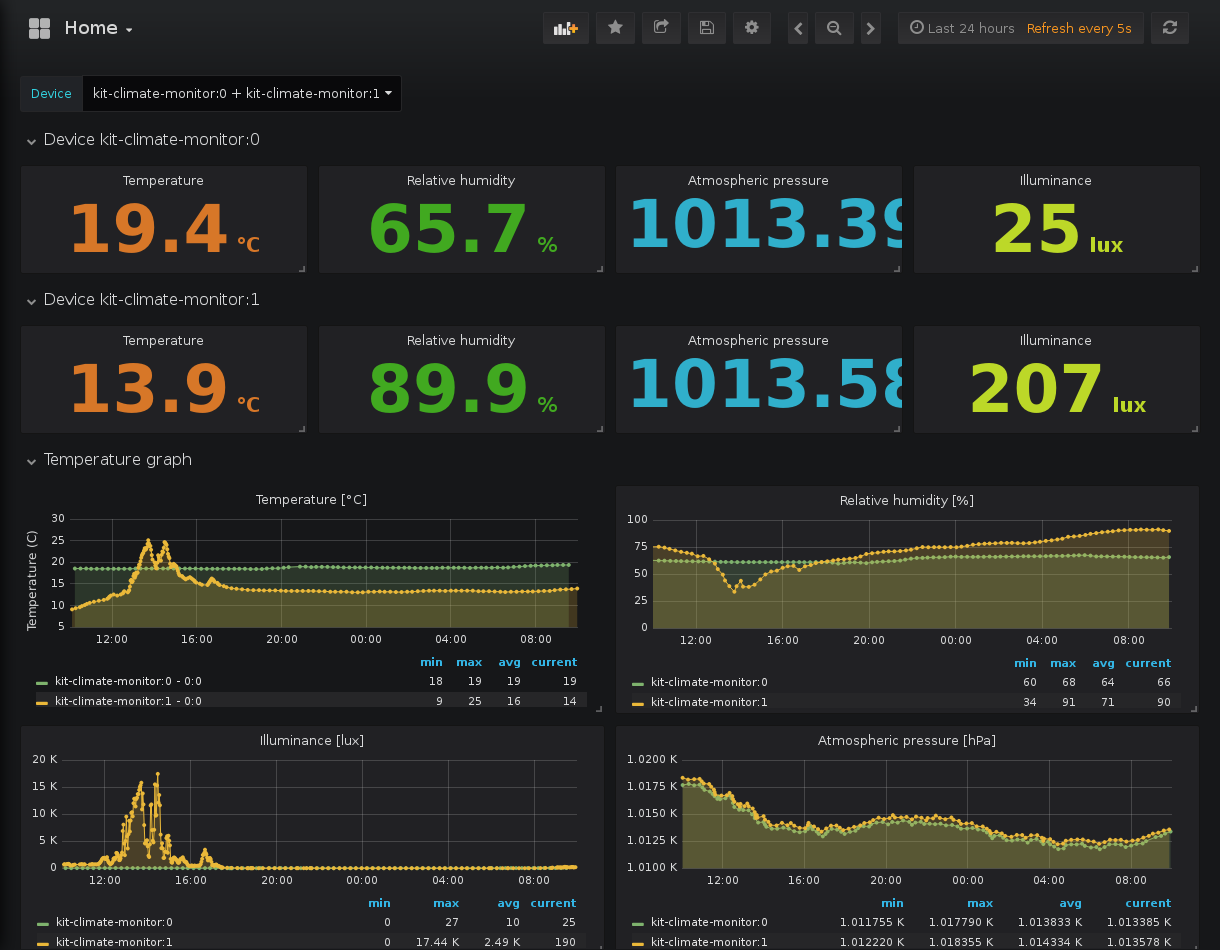 Home
Last 24 hours Refresh every 5s
Device kit-climate-monitor:0 + kit-climate-monitor:1
Device kit-climate-monitor:0
Temperature Relative humidity Atmospheric pressure Illuminance
19.4 °C 65.7 % 1013.39 25 lux
Device kit-climate-monitor:1
Temperature Relative humidity Atmospheric pressure Illuminance
13.9 °C 89.9 % 1013.58 207 lux
Temperature graph
Temperature [°C]
Temperature (C)
30
25
20
15
10
5
12:00 16:00 20:00 00:00 04:00 08:00
min max avg current
kit-climate-monitor:0 - 0:0 18 19 19 19
kit-climate-monitor:1 - 0:0 9 25 16 14
Relative humidity [%]
100
75
50
25
0
12:00 16:00 20:00 00:00 04:00 08:00
min max avg current
kit-climate-monitor:0 60 68 64 66
kit-climate-monitor:1 34 91 71 90
Illuminance [lux]
20 K
15 K
10 K
5 K
0
12:00 16:00 20:00 00:00 04:00 08:00
min max avg current
kit-climate-monitor:0 0 27 10 25
kit-climate-monitor:1 0 17.44 K 2.49 K 190
Atmospheric pressure [hPa]
1.0200 K
1.0175 K
1.0150 K
1.0125 K
1.0100 K
12:00 16:00 20:00 00:00 04:00 08:00
min max avg current
kit-climate-monitor:0 1.011755 K 1.017790 K 1.013833 K 1.013385 K
kit-climate-monitor:1 1.012220 K 1.018355 K 1.014334 K 1.013578 K